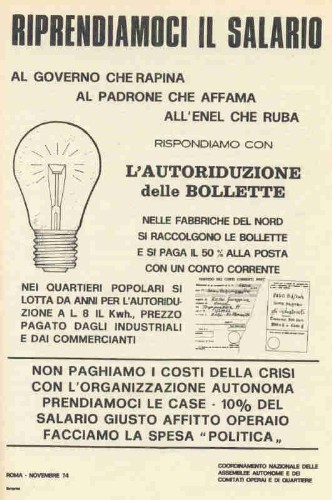 RIPRENDIAMOCI IL SALARIO
AL GOVERNO CHE RAPINA
AL PADRONE CHE AFFAMA
ALL'ENEL CHE RUBA
RISPONDIAMO CON
L'AUTORIDUZIONE
delle BOLLETTE
NELLE FABBRICHE DEL NORD
SI RACCOLGONO LE BOLLETTE
E SI PAGA IL 50 % ALLA POSTA
CON UN CONTO CORRENTE
NEI QUARTIERI POPOLARI SI
LOTTA DA ANNI PER L'AUTORIDU-
ZIONE A L 8 IL Kwh., PREZZO
PAGATO DAGLI INDUSTRIALI
E DAI COMMERCIANTI
NON PAGHIAMO I COSTI DELLA CRISI
CON L'ORGANIZZAZIONE AUTONOMA
PRENDIAMOCI LE CASE - 10% DEL
SALARIO GIUSTO AFFITTO OPERAIO
FACCIAMO LA SPESA "POLITICA"
ROMA - NOVEMBRE 74
COORDINAMENTO NAZIONALE DELLE
ASSEMBLEE AUTONOME E DEI
COMITATI OPERAI E DI QUARTIERE